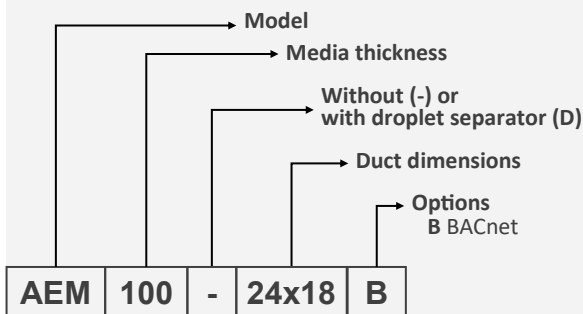 Model
Media thickness
Without (-) or
with droplet separator (D)
Duct dimensions
Options
B BACnet
AEM 100 - 24x18 B